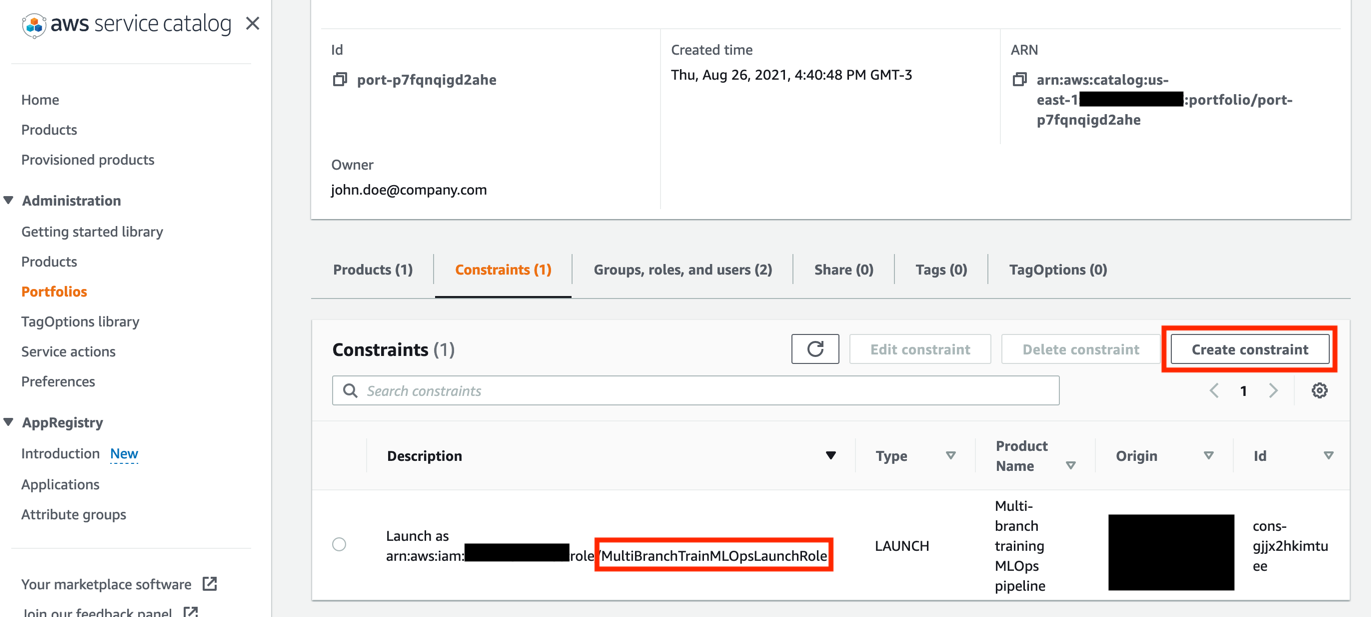 aws service catalog
Home
Products
Provisioned products
Administration
Getting started library
Products
Portfolios
TagOptions library
Service actions
Preferences
AppRegistry
Introduction New
Applications
Attribute groups
Your marketplace software
Join our feedback panel
Id
port-p7fqnqigd2ahe
Created time
Thu, Aug 26, 2021, 4:40:48 PM GMT-3
ARN
arn:aws:catalog:us-
east-1 :portfolio/port-
p7fqnqigd2ahe
Owner
john.doe@company.com
Products (1) Constraints (1) Groups, roles, and users (2) Share (0) Tags (0) TagOptions (0)
Constraints (1)
Edit constraint Delete constraint Create constraint
Search constraints
1
Description Type Product Name Origin Id
Launch as
arn:aws:iam: role/MultiBranchTrainMLOpsLaunchRole
LAUNCH
Multi-
branch
training
MLOps
pipeline
cons-
gjjx2hkimtu
ee